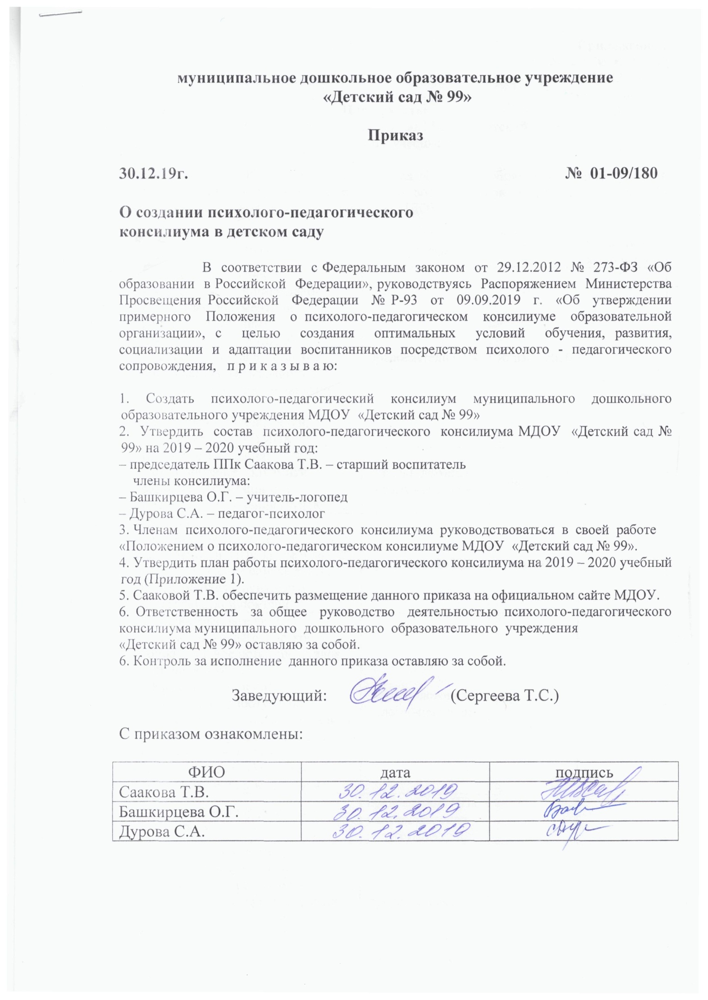 муниципальное дошкольное образовательное учреждение
«Детский сад № 99»
Приказ
30.12.19г. № 01-09/180
О создании психолого-педагогического
консилиума в детском саду
В соответствии с Федеральным законом от 29.12.2012 № 273-ФЗ «Об
образовании в Российской Федерации», руководствуясь Распоряжением Министерства
Просвещения Российской Федерации № Р-93 от 09.09.2019 г. «Об утверждении
примерного Положения о психолого-педагогическом консилиуме образовательной
организации», с целью создания оптимальных условий обучения, развития,
социализации и адаптации воспитанников посредством психолого - педагогического
сопровождения, п р и к а з ы в а ю:
1. Создать психолого-педагогический консилиум муниципального дошкольного
образовательного учреждения МДОУ «Детский сад № 99»
2. Утвердить состав психолого-педагогического консилиума МДОУ «Детский сад №
99» на 2019 – 2020 учебный год:
– председатель ППк Саакова Т.В. – старший воспитатель
члены консилиума:
– Башкирцева О.Г. – учитель-логопед
– Дурова С.А. – педагог-психолог
3. Членам психолого-педагогического консилиума руководствоваться в своей работе
«Положением о психолого-педагогическом консилиуме МДОУ «Детский сад № 99».
4. Утвердить план работы психолого-педагогического консилиума на 2019 – 2020 учебный
год (Приложение 1).
5. Сааковой Т.В. обеспечить размещение данного приказа на официальном сайте МДОУ.
6. Ответственность за общее руководство деятельностью психолого-педагогического
консилиума муниципального дошкольного образовательного учреждения
«Детский сад № 99» оставляю за собой.
6. Контроль за исполнение данного приказа оставляю за собой.
Заведующий: (Сергеева Т.С.)
С приказом ознакомлены:
ФИО дата подпись
Саакова Т.В. 30.12.2019
Башкирцева О.Г. 30.12.2019
Дурова С.А. 30.12.2019